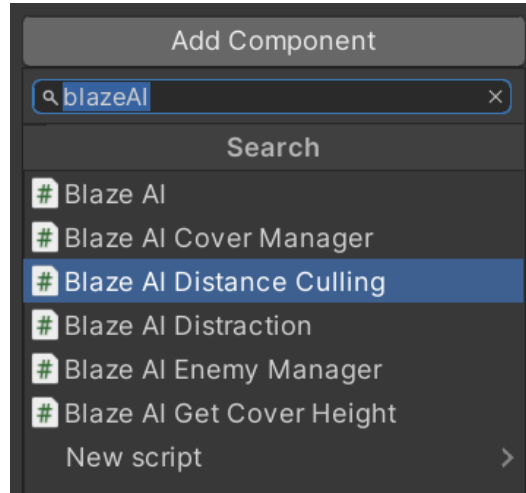 Add Component
blazeAI
Search
# Blaze AI
# Blaze AI Cover Manager
# Blaze AI Distance Culling
# Blaze AI Distraction
# Blaze AI Enemy Manager
# Blaze AI Get Cover Height
New script